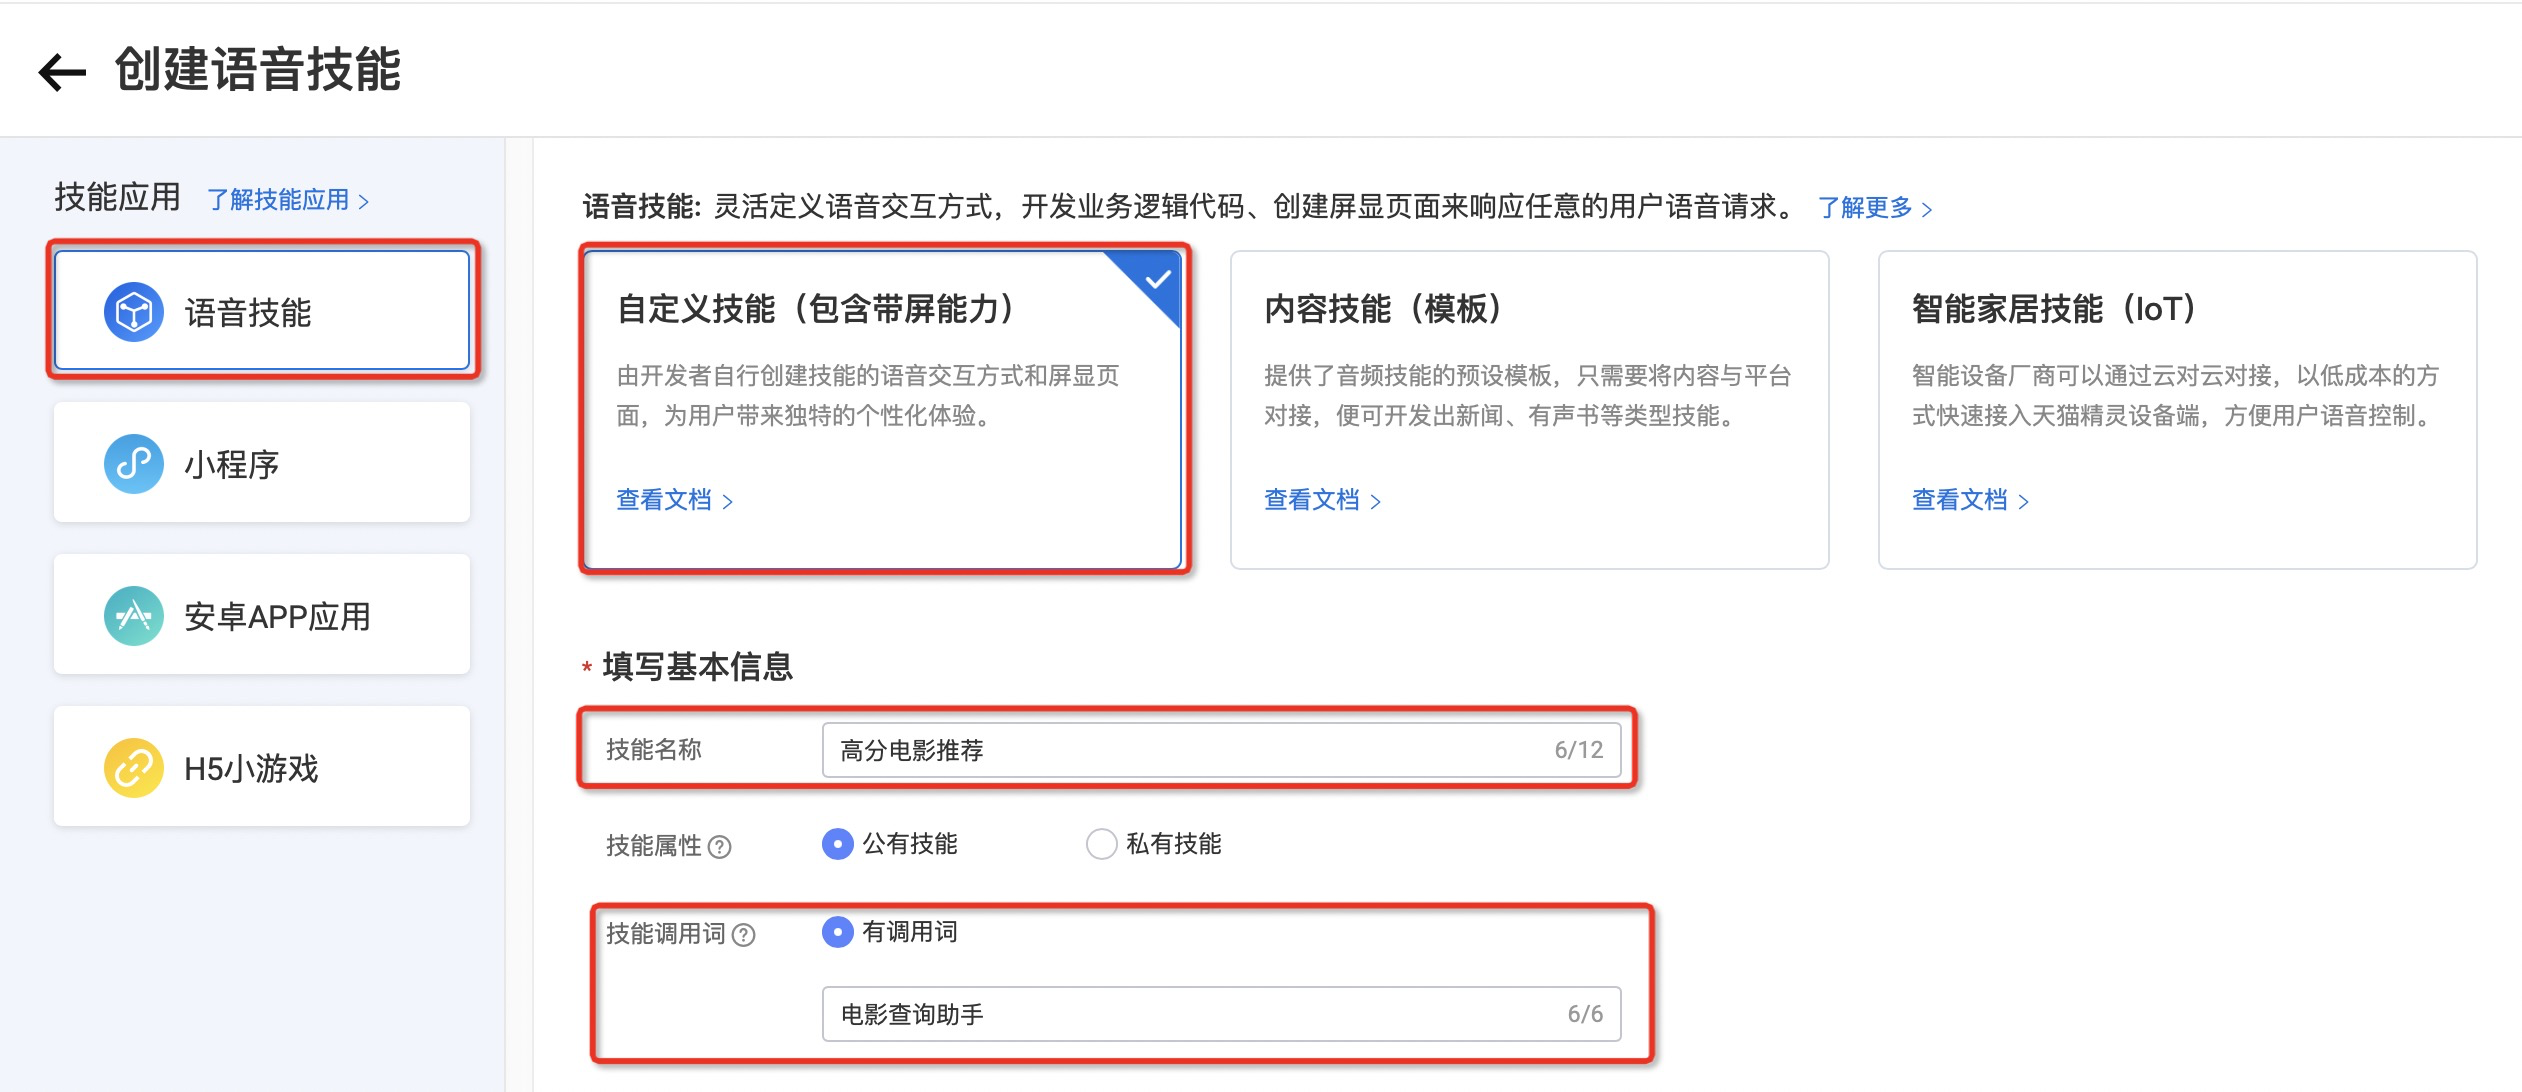 创建语音技能
技能应用 了解技能应用 >
语音技能
小程序
安卓APP应用
H5小游戏
语音技能: 灵活定义语音交互方式，开发业务逻辑代码、创建屏显页面来响应任意的用户语音请求。 了解更多 >
自定义技能（包含带屏能力）
由开发者自行创建技能的语音交互方式和屏显页
面，为用户带来独特的个性化体验。
查看文档 >
内容技能（模板）
提供了音频技能的预设模板，只需要将内容与平台
对接，便可开发出新闻、有声书等类型技能。
查看文档 >
智能家居技能（IoT）
智能设备厂商可以通过云对云对接，以低成本的方
式快速接入天猫精灵设备端，方便用户语音控制。
查看文档 >
* 填写基本信息
技能名称 高分电影推荐 6/12
技能属性 ? 公有技能 私有技能
技能调用词 ? 有调用词
电影查询助手 6/6